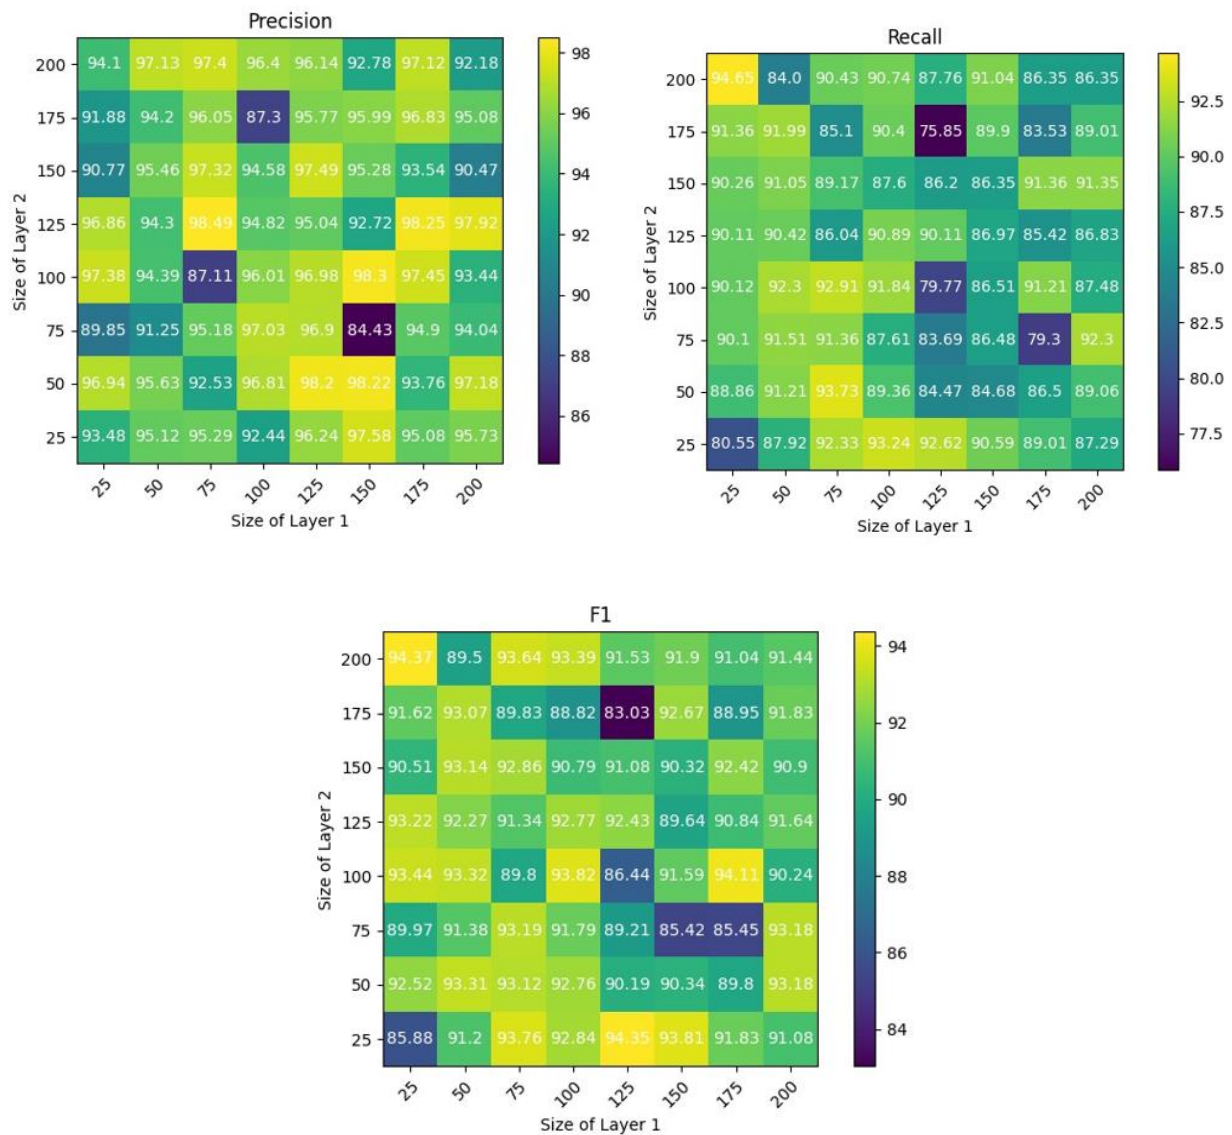 Precision
200 94.1 97.13 97.4 96.4 96.14 92.78 97.12 92.18
175 91.88 94.2 96.05 87.3 95.77 95.99 96.83 95.08
150 90.77 95.46 97.32 94.58 97.49 95.28 93.54 90.47
125 96.86 94.3 98.49 94.82 95.04 92.72 98.25 97.92
100 97.38 94.39 87.11 96.01 96.98 98.3 97.45 93.44
75 89.85 91.25 95.18 97.03 96.9 84.43 94.9 94.04
50 96.94 95.63 92.53 96.81 98.2 98.22 93.76 97.18
25 93.48 95.12 95.29 92.44 96.24 97.58 95.08 95.73
25 50 75 100 125 150 175 200
Size of Layer 1
Size of Layer 2
98
96
94
92
90
88
86
Recall
200 94.65 84.0 90.43 90.74 87.76 91.04 86.35 86.35
175 91.36 91.99 85.1 90.4 75.85 89.9 83.53 89.01
150 90.26 91.05 89.17 87.6 86.2 86.35 91.36 91.35
125 90.11 90.42 86.04 90.89 90.11 86.97 85.42 86.83
100 90.12 92.3 92.91 91.84 79.77 86.51 91.21 87.48
75 90.1 91.51 91.36 87.61 83.69 86.48 79.3 92.3
50 88.86 91.21 93.73 89.36 84.47 84.68 86.5 89.06
25 80.55 87.92 92.33 93.24 92.62 90.59 89.01 87.29
25 50 75 100 125 150 175 200
Size of Layer 1
Size of Layer 2
92.5
90.0
87.5
85.0
82.5
80.0
77.5
F1
200 94.37 89.5 93.64 93.39 91.53 91.9 91.04 91.44
175 91.62 93.07 89.83 88.82 83.03 92.67 88.95 91.83
150 90.51 93.14 92.86 90.79 91.08 90.32 92.42 90.9
125 93.22 92.27 91.34 92.77 92.43 89.64 90.84 91.64
100 93.44 93.32 89.8 93.82 86.44 91.59 94.11 90.24
75 89.97 91.38 93.19 91.79 89.21 85.42 85.45 93.18
50 92.52 93.31 93.12 92.76 90.19 90.34 89.8 93.18
25 85.88 91.2 93.76 92.84 94.35 93.81 91.83 91.08
25 50 75 100 125 150 175 200
Size of Layer 1
Size of Layer 2
94
92
90
88
86
84